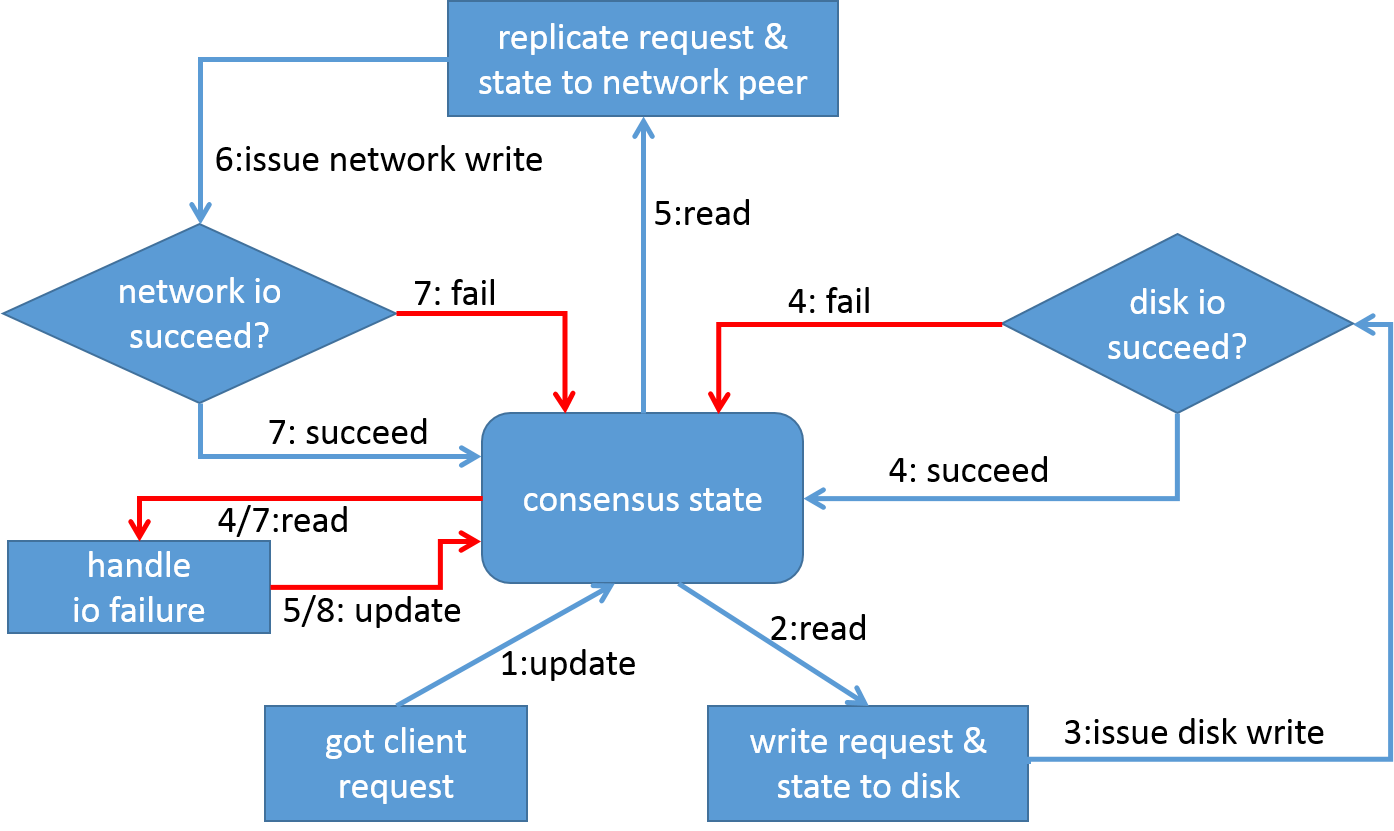 replicate request &
state to network peer
6:issue network write
5:read
network io
succeed?
7: fail
4: fail
disk io
succeed?
7: succeed
4: succeed
consensus state
4/7:read
handle
io failure
5/8: update
2:read
1:update
got client
request
write request &
state to disk
3:issue disk write